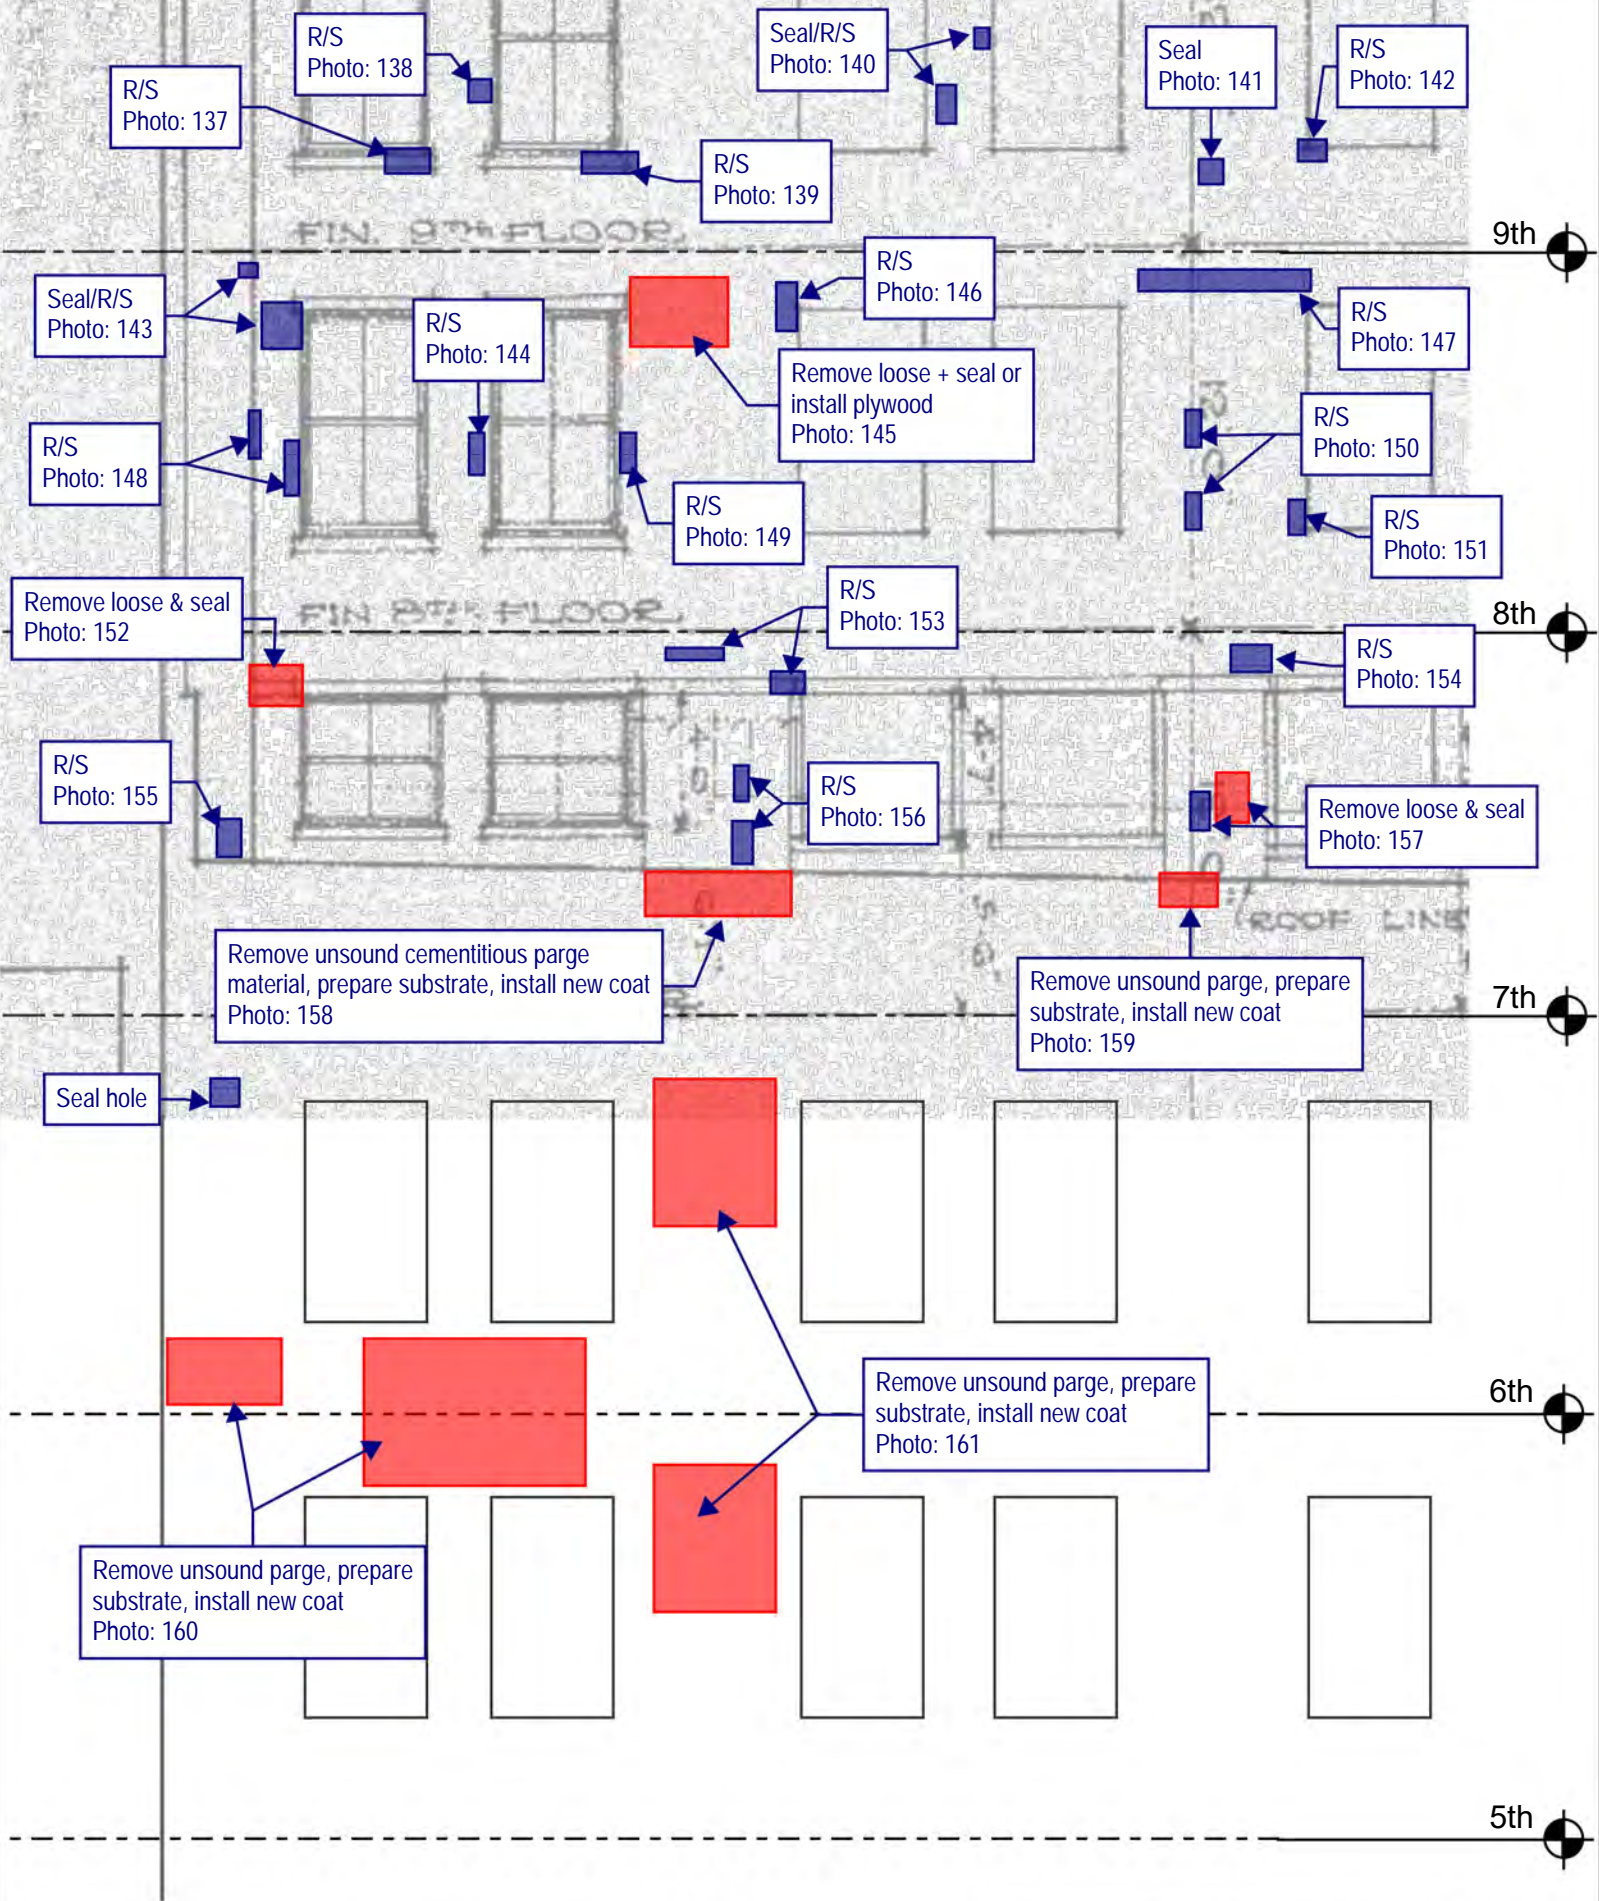 R/S
Photo: 138
Seal/R/S
Photo: 140
Seal
Photo: 141
R/S
Photo: 142
R/S
Photo: 137
R/S
Photo: 139
FIN. 9TH FLOOR.
9th
Seal/R/S
Photo: 143
R/S
Photo: 144
R/S
Photo: 146
R/S
Photo: 147
Remove loose + seal or
install plywood
Photo: 145
R/S
Photo: 148
R/S
Photo: 149
R/S
Photo: 150
R/S
Photo: 151
Remove loose & seal
Photo: 152
FIN 8TH FLOOR.
R/S
Photo: 153
8th
R/S
Photo: 154
R/S
Photo: 155
R/S
Photo: 156
Remove loose & seal
Photo: 157
ROOF LINE
Remove unsound cementitious parge
material, prepare substrate, install new coat
Photo: 158
Remove unsound parge, prepare
substrate, install new coat
Photo: 159
7th
Seal hole
Remove unsound parge, prepare
substrate, install new coat
Photo: 161
6th
Remove unsound parge, prepare
substrate, install new coat
Photo: 160
5th